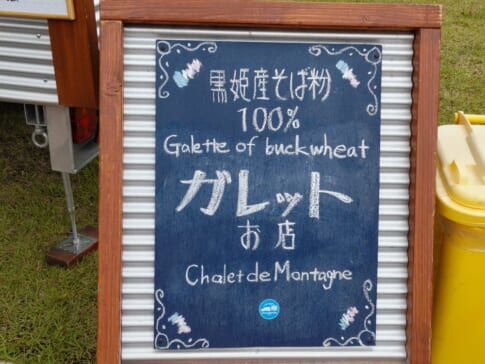 黒姫産そば粉
100%
Galette of buckwheat
ガレット
お店
Chalet de Montagne